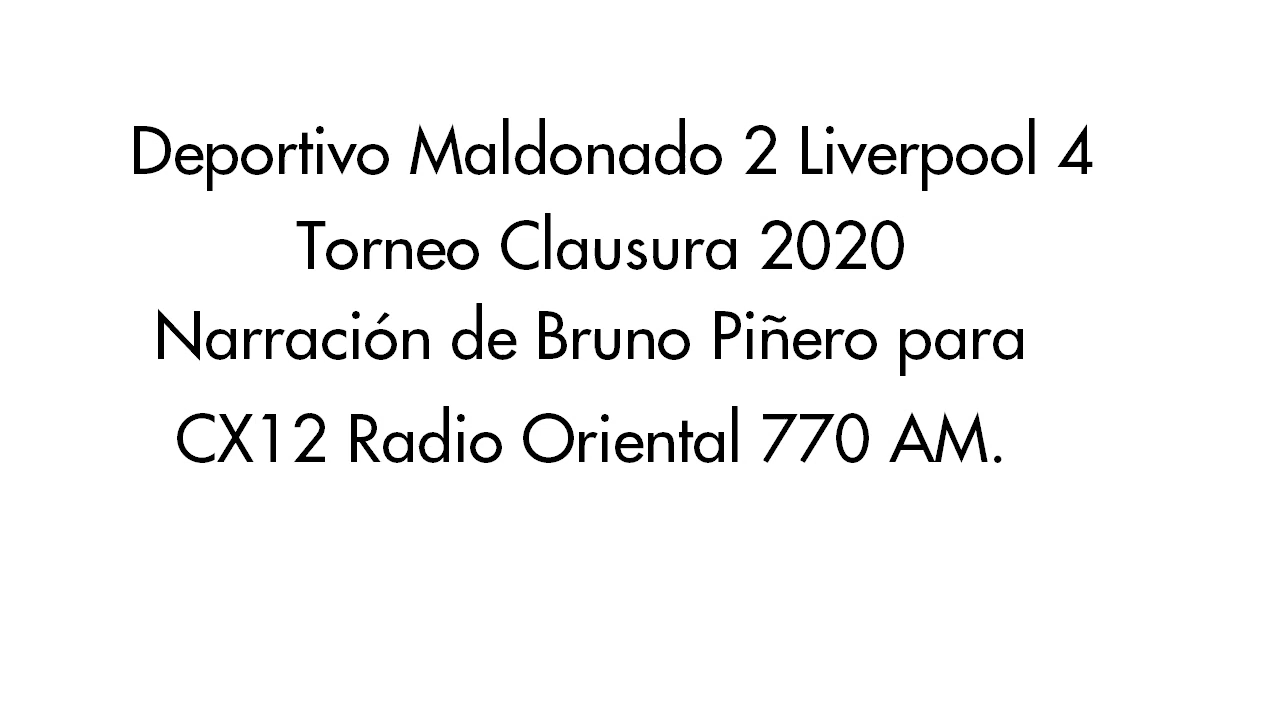 Deportivo Maldonado 2 Liverpool 4
Torneo Clausura 2020
Narración de Bruno Piñero para
CX12 Radio Oriental 770 AM.